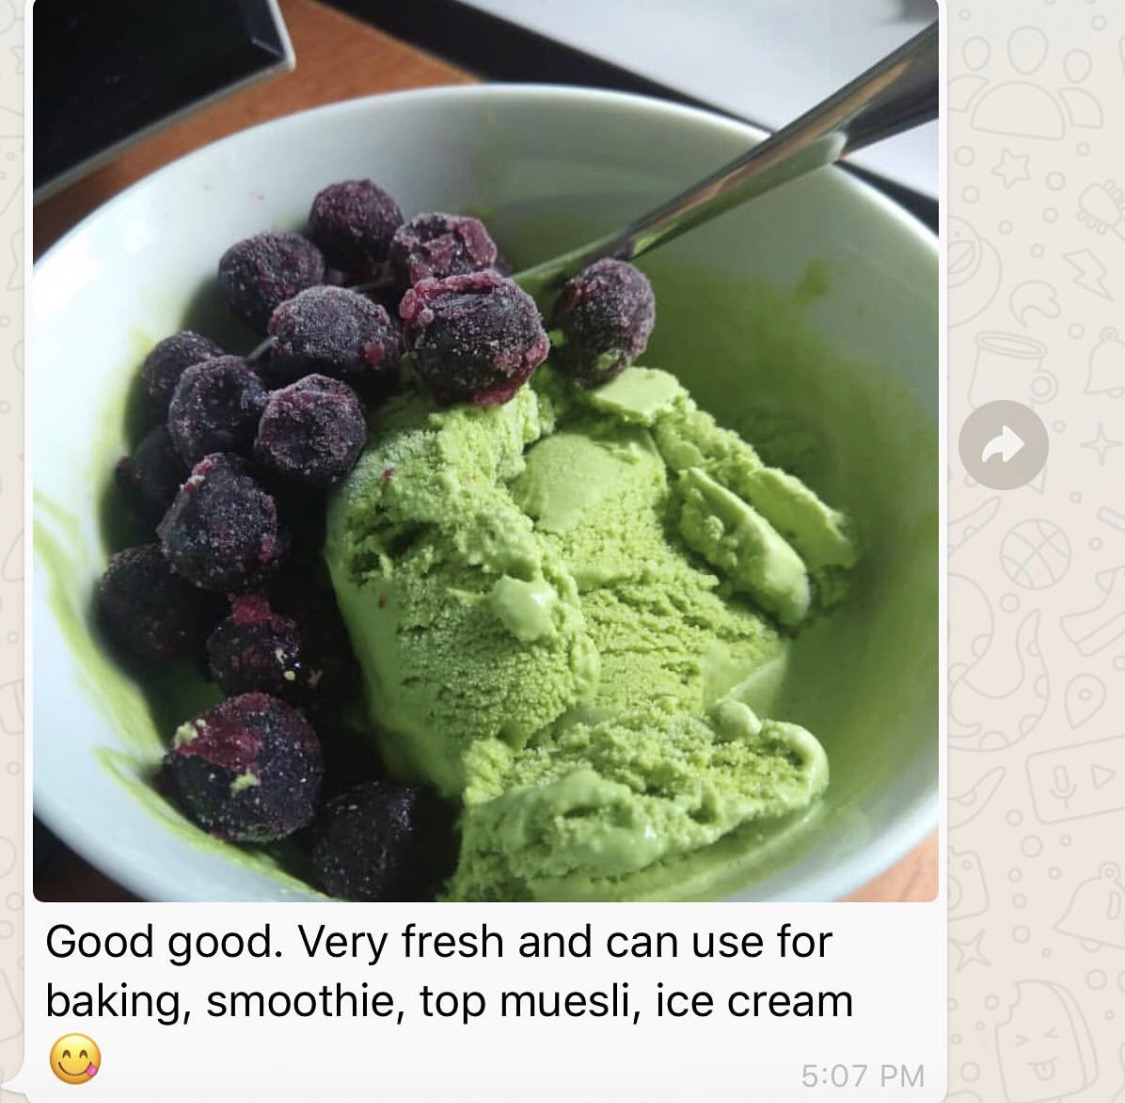 Good good. Very fresh and can use for
baking, smoothie, top muesli, ice cream
😋
5:07 PM